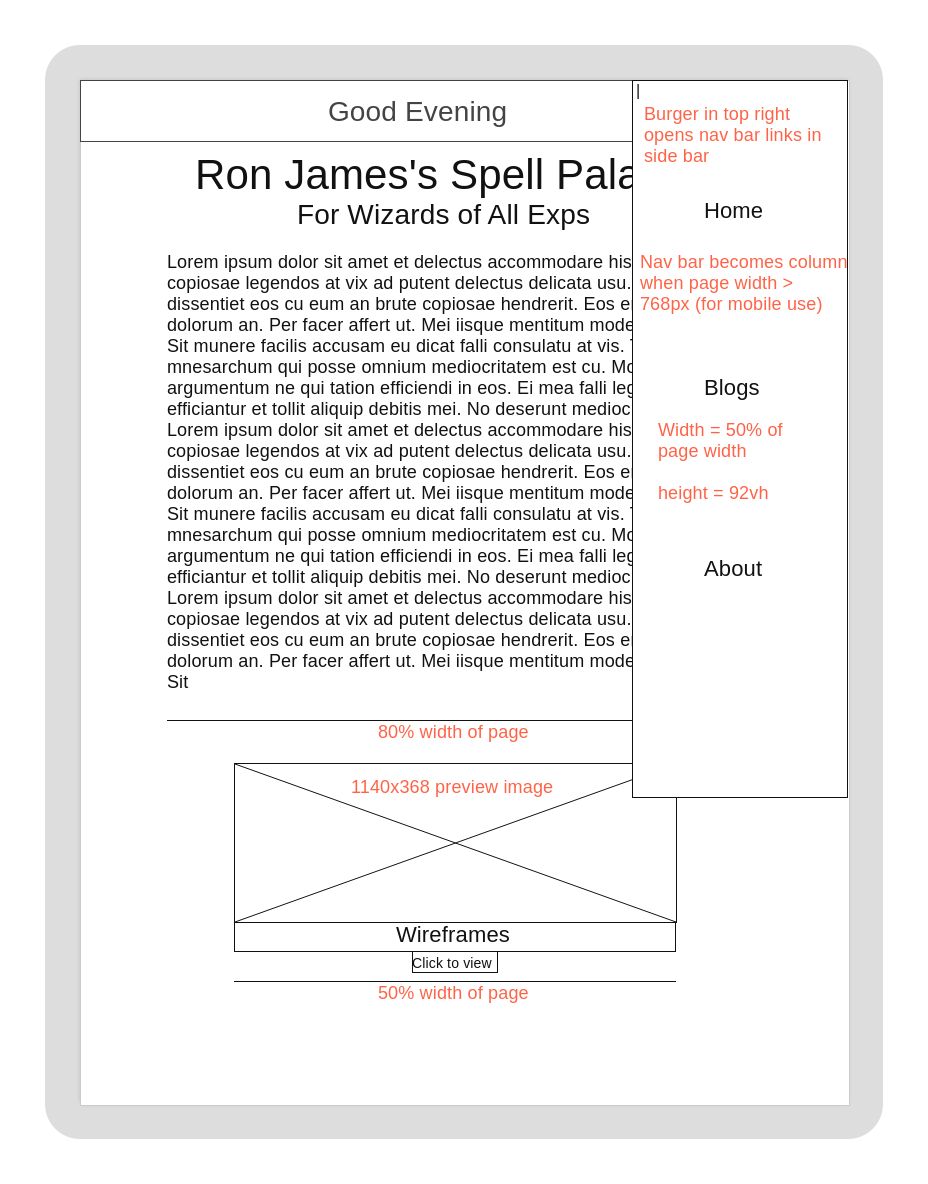 Good Evening
Ron James's Spell Pala
For Wizards of All Exps
Lorem ipsum dolor sit amet et delectus accommodare his
copiosae legendos at vix ad putent delectus delicata usu.
dissentiet eos cu eum an brute copiosae hendrerit. Eos er
dolorum an. Per facer affert ut. Mei iisque mentitum mode
Sit munere facilis accusam eu dicat falli consulatu at vis. T
mnesarchum qui posse omnium mediocritatem est cu. Mo
argumentum ne qui tation efficiendi in eos. Ei mea falli leg
efficiantur et tollit aliquip debitis mei. No deserunt medioc
Lorem ipsum dolor sit amet et delectus accommodare his
copiosae legendos at vix ad putent delectus delicata usu.
dissentiet eos cu eum an brute copiosae hendrerit. Eos er
dolorum an. Per facer affert ut. Mei iisque mentitum mode
Sit munere facilis accusam eu dicat falli consulatu at vis. T
mnesarchum qui posse omnium mediocritatem est cu. Mo
argumentum ne qui tation efficiendi in eos. Ei mea falli leg
efficiantur et tollit aliquip debitis mei. No deserunt medioc
Lorem ipsum dolor sit amet et delectus accommodare his
copiosae legendos at vix ad putent delectus delicata usu.
dissentiet eos cu eum an brute copiosae hendrerit. Eos er
dolorum an. Per facer affert ut. Mei iisque mentitum mode
Sit
80% width of page
1140x368 preview image
Wireframes
Click to view
50% width of page
|
Burger in top right
opens nav bar links in
side bar
Home
Nav bar becomes column
when page width >
768px (for mobile use)
Blogs
Width = 50% of
page width
height = 92vh
About